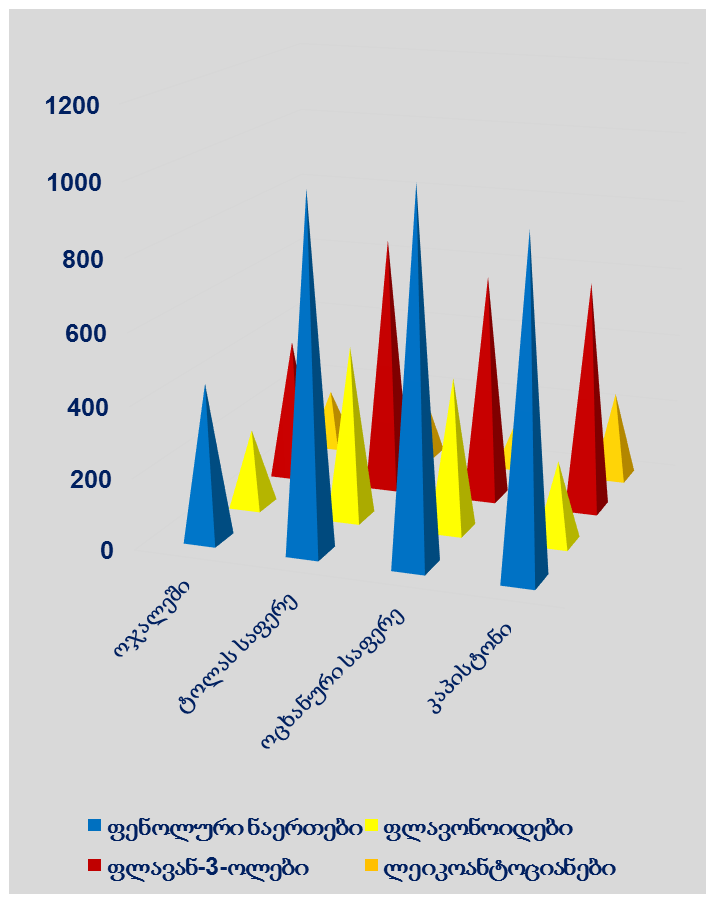 1200
1000
800
600
400
200
0
ოჯალეში
ტოლას საფერე
ოცხანური საფერე
კაპისტონი
ფენოლური ნაერთები
ფლავონოიდები
ფლავან-3-ოლები
ლეიკოანტოციანები